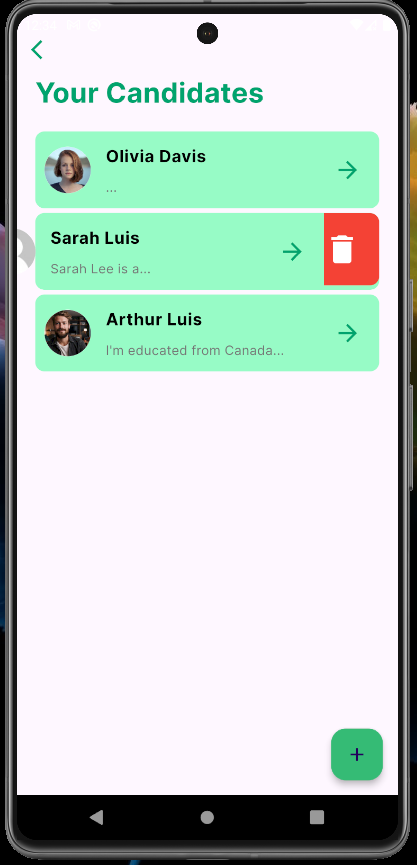 Your Candidates
Olivia Davis
...
Sarah Luis
Sarah Lee is a...
Arthur Luis
I'm educated from Canada...
+